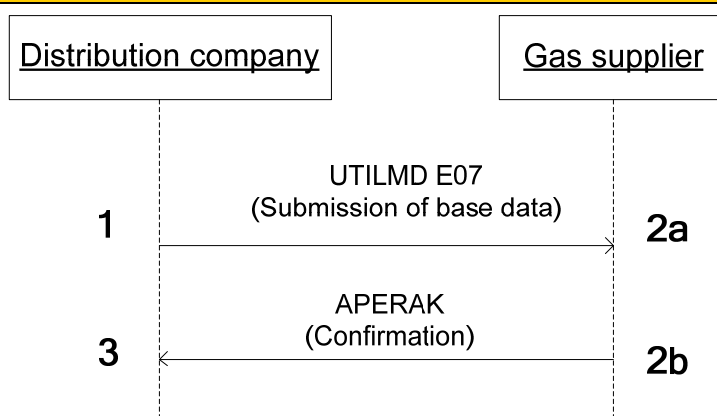 Distribution company
Gas supplier
UTILMD E07
(Submission of base data)
1
2a
APERAK
(Confirmation)
3
2b